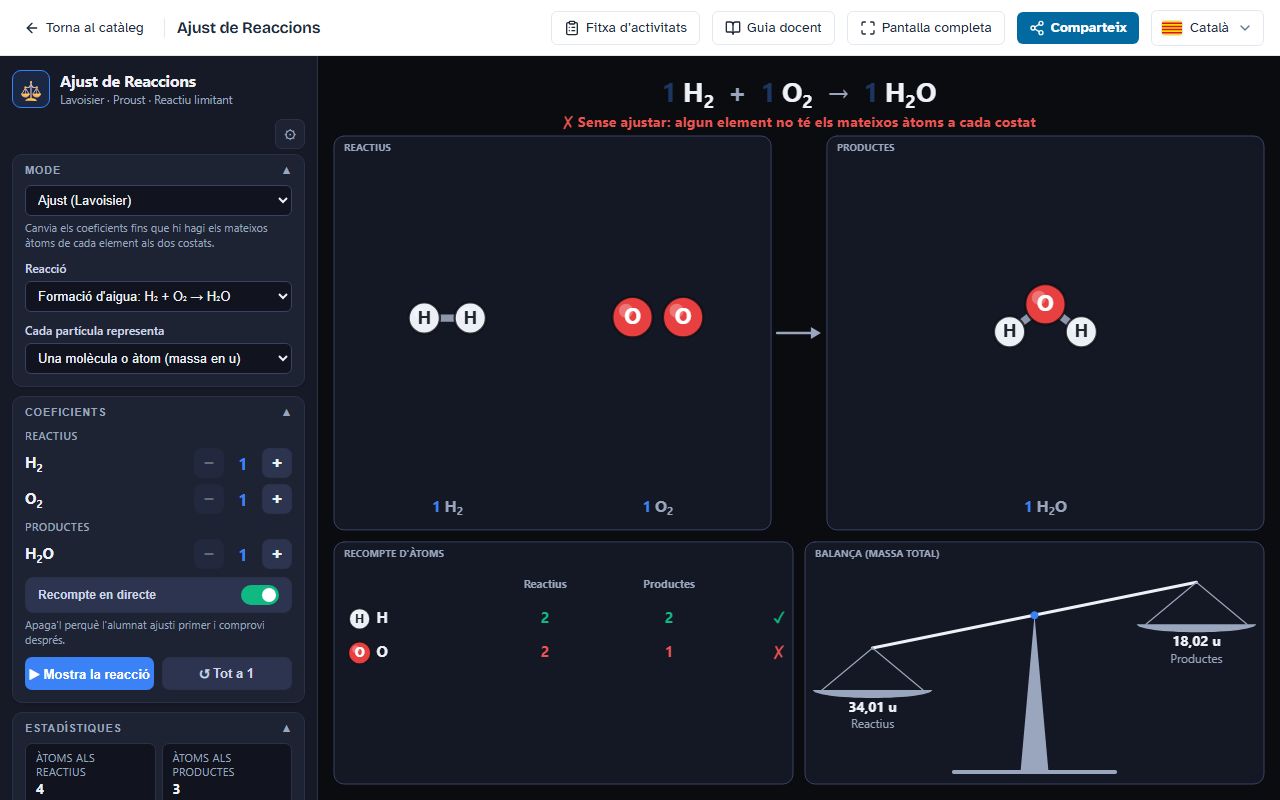 Torna al catàleg
Ajust de Reaccions
Fitxa d'activitats
Guia docent
Pantalla completa
Comparteix
Català
Ajust de Reaccions
Lavoisier · Proust · Reactiu limitant
MODE
Ajust (Lavoisier)
Canvia els coeficients fins que hi hagi els mateixos
àtoms de cada element als dos costats.
Reacció
Formació d'aigua: H₂ + O₂ → H₂O
Cada partícula representa
Una molècula o àtom (massa en u)
COEFICIENTS
REACTIUS
H₂ − 1 +
O₂ − 1 +
PRODUCTES
H₂O − 1 +
Recompte en directe
Apaga'l perquè l'alumnat ajusti primer i comprovi
després.
▶ Mostra la reacció
↺ Tot a 1
ESTADÍSTIQUES
ÀTOMS ALS
REACTIUS
4
ÀTOMS ALS
PRODUCTES
3
1 H₂ + 1 O₂ → 1 H₂O
✗ Sense ajustar: algun element no té els mateixos àtoms a cada costat
REACTIUS
H H
O O
1 H₂
1 O₂
PRODUCTES
O
H H
1 H₂O
RECOMPTE D'ÀTOMS
Reactius Productes
H H 2 2 ✓
O O 2 1 ✗
BALANÇA (MASSA TOTAL)
18,02 u
Productes
34,01 u
Reactius